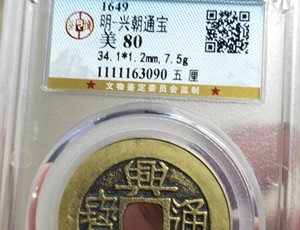 1649
明-兴朝通宝
美 80
34.1*1.2mm,7.5g
1111163090 五 厘
★ 文物鉴定委员会监制 ★
興
寶 通